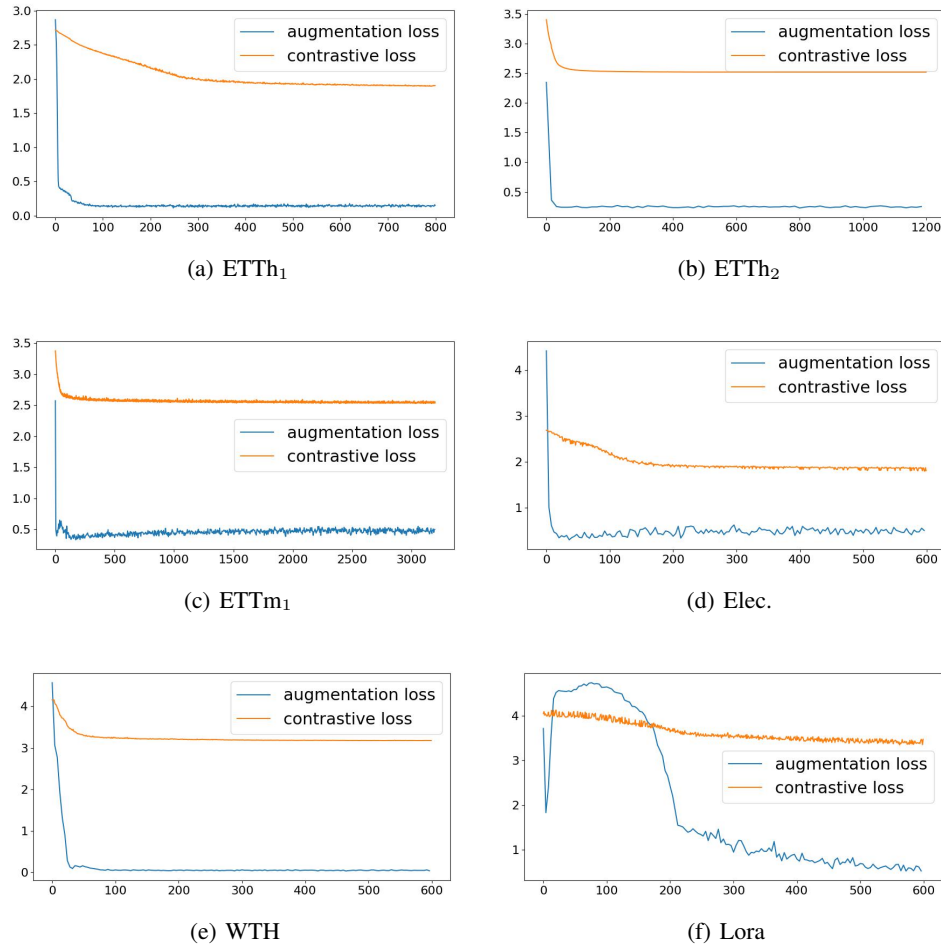 3.0
2.5
2.0
1.5
1.0
0.5
0.0
0 100 200 300 400 500 600 700 800
augmentation loss
contrastive loss
(a) ETTh₁
3.5
3.0
2.5
2.0
1.5
1.0
0.5
0 200 400 600 800 1000 1200
augmentation loss
contrastive loss
(b) ETTh₂
3.5
3.0
2.5
2.0
1.5
1.0
0.5
0 500 1000 1500 2000 2500 3000
augmentation loss
contrastive loss
(c) ETTm₁
4
3
2
1
0 100 200 300 400 500 600
augmentation loss
contrastive loss
(d) Elec.
4
3
2
1
0
0 100 200 300 400 500 600
augmentation loss
contrastive loss
(e) WTH
4
3
2
1
0 100 200 300 400 500 600
augmentation loss
contrastive loss
(f) Lora